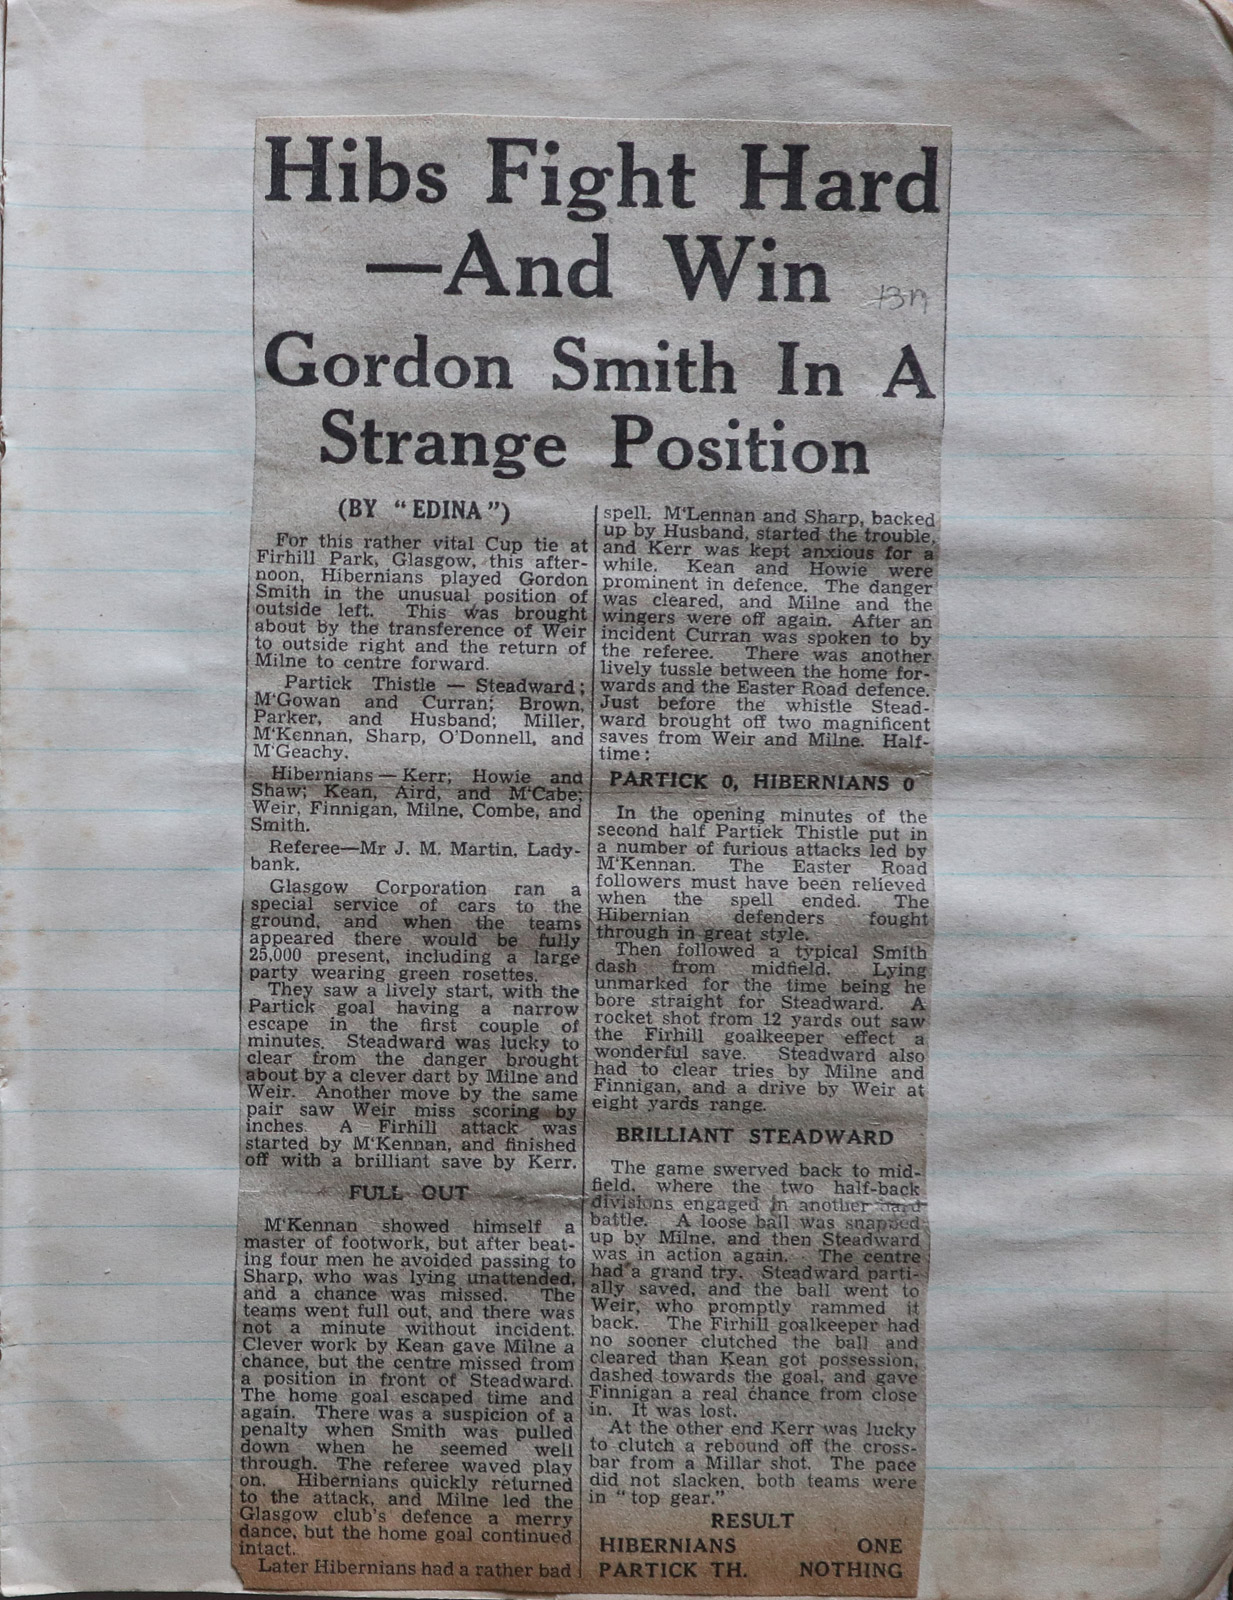 Hibs Fight Hard
—And Win
Gordon Smith In A
Strange Position
(BY "EDINA")
For this rather vital Cup tie at
Firhill Park, Glasgow, this after-
noon, Hibernians played Gordon
Smith in the unusual position of
outside left. This was brought
about by the transference of Weir
to outside right and the return of
Milne to centre forward.
Partick Thistle — Steadward;
M'Gowan and Curran; Brown,
Parker, and Husband; Miller,
M'Kennan, Sharp, O'Donnell, and
M'Geachy.
Hibernians — Kerr; Howie and
Shaw; Kean, Aird, and M'Cabe;
Weir, Finnigan, Milne, Combe, and
Smith.
Referee—Mr J. M. Martin, Lady-
bank.
Glasgow Corporation ran a
special service of cars to the
ground, and when the teams
appeared there would be fully
25,000 present, including a large
party wearing green rosettes.
They saw a lively start, with the
Partick goal having a narrow
escape in the first couple of
minutes. Steadward was lucky to
clear from the danger brought
about by a clever dart by Milne and
Weir. Another move by the same
pair saw Weir miss scoring by
inches. A Firhill attack was
started by M'Kennan, and finished
off with a brilliant save by Kerr.
FULL OUT
M'Kennan showed himself a
master of footwork, but after beat-
ing four men he avoided passing to
Sharp, who was lying unattended,
and a chance was missed. The
teams went full out, and there was
not a minute without incident.
Clever work by Kean gave Milne a
chance, but the centre missed from
a position in front of Steadward.
The home goal escaped time and
again. There was a suspicion of a
penalty when Smith was pulled
down when he seemed well
through. The referee waved play
on. Hibernians quickly returned
to the attack, and Milne led the
Glasgow club's defence a merry
dance, but the home goal continued
intact.
Later Hibernians had a rather bad
spell. M'Lennan and Sharp, backed
up by Husband, started the trouble,
and Kerr was kept anxious for a
while. Kean and Howie were
prominent in defence. The danger
was cleared, and Milne and the
wingers were off again. After an
incident Curran was spoken to by
the referee. There was another
lively tussle between the home for-
wards and the Easter Road defence.
Just before the whistle Stead-
ward brought off two magnificent
saves from Weir and Milne. Half-
time:
PARTICK 0, HIBERNIANS 0
In the opening minutes of the
second half Partick Thistle put in
a number of furious attacks led by
M'Kennan. The Easter Road
followers must have been relieved
when the spell ended. The
Hibernian defenders fought
through in great style.
Then followed a typical Smith
dash from midfield. Lying
unmarked for the time being he
bore straight for Steadward. A
rocket shot from 12 yards out saw
the Firhill goalkeeper effect a
wonderful save. Steadward also
had to clear tries by Milne and
Finnigan, and a drive by Weir at
eight yards range.
BRILLIANT STEADWARD
The game swerved back to mid-
field, where the two half-back
divisions engaged in another hard
battle. A loose ball was snapped
up by Milne, and then Steadward
was in action again. The centre
had a grand try. Steadward parti-
ally saved, and the ball went to
Weir, who promptly rammed it
back. The Firhill goalkeeper had
no sooner clutched the ball and
cleared than Kean got possession,
dashed towards the goal, and gave
Finnigan a real chance from close
in. It was lost.
At the other end Kerr was lucky
to clutch a rebound off the cross-
bar from a Millar shot. The pace
did not slacken, both teams were
in "top gear."
RESULT
HIBERNIANS ONE
PARTICK TH. NOTHING